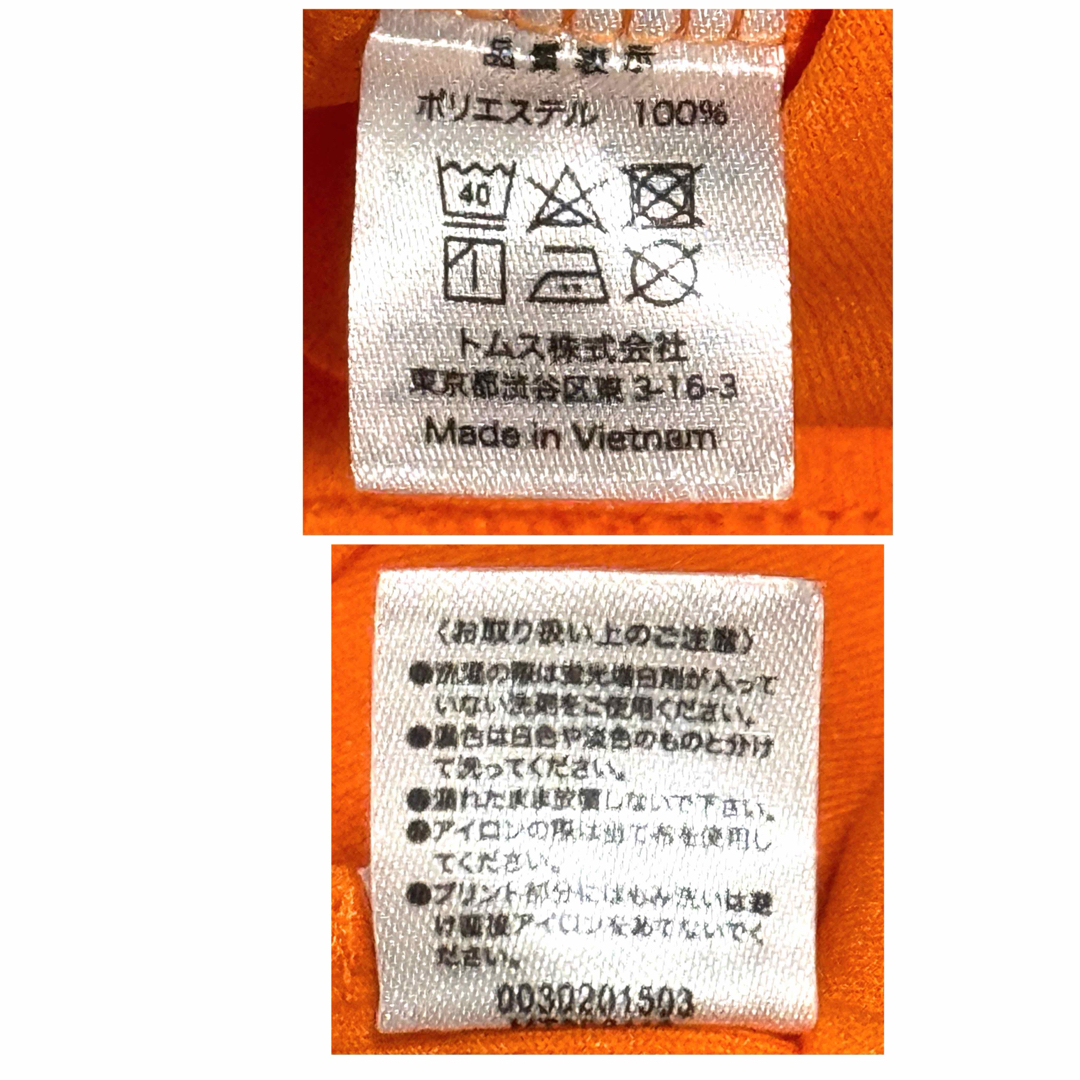 品質表示
ポリエステル 100%
40
トムス株式会社
東京都渋谷区東 3-16-3
Made in Vietnam
〈お取り扱い上のご注意〉
●洗濯の際は蛍光増白剤が入って
いない洗剤をご使用ください。
●濃色は白色や淡色のものと分け
て洗ってください。
●濡れたまま放置しないで下さい。
●アイロンの際は当て布を使用し
てください。
●プリント部分にはもみ洗いは避
け直接アイロンをあてないでく
ださい。
0030201503